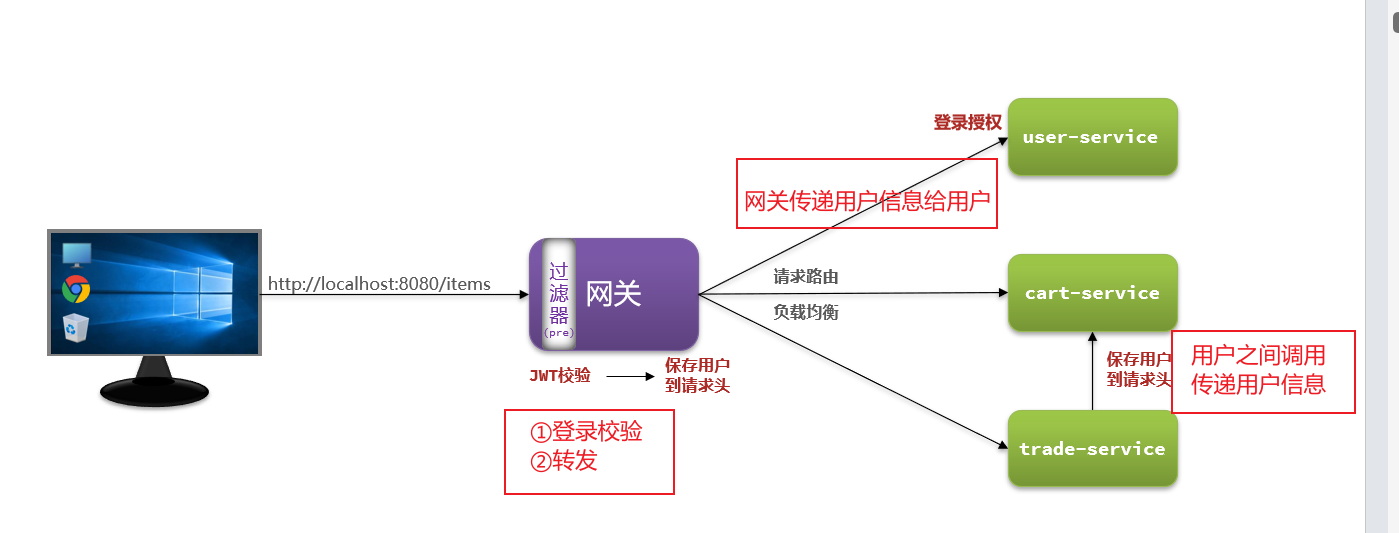 登录授权
user-service
网关传递用户信息给用户
http://localhost:8080/items
过滤器
(pre)
网关
请求路由
负载均衡
cart-service
JWT校验
保存用户
到请求头
保存用户
到请求头
用户之间调用
传递用户信息
①登录校验
②转发
trade-service